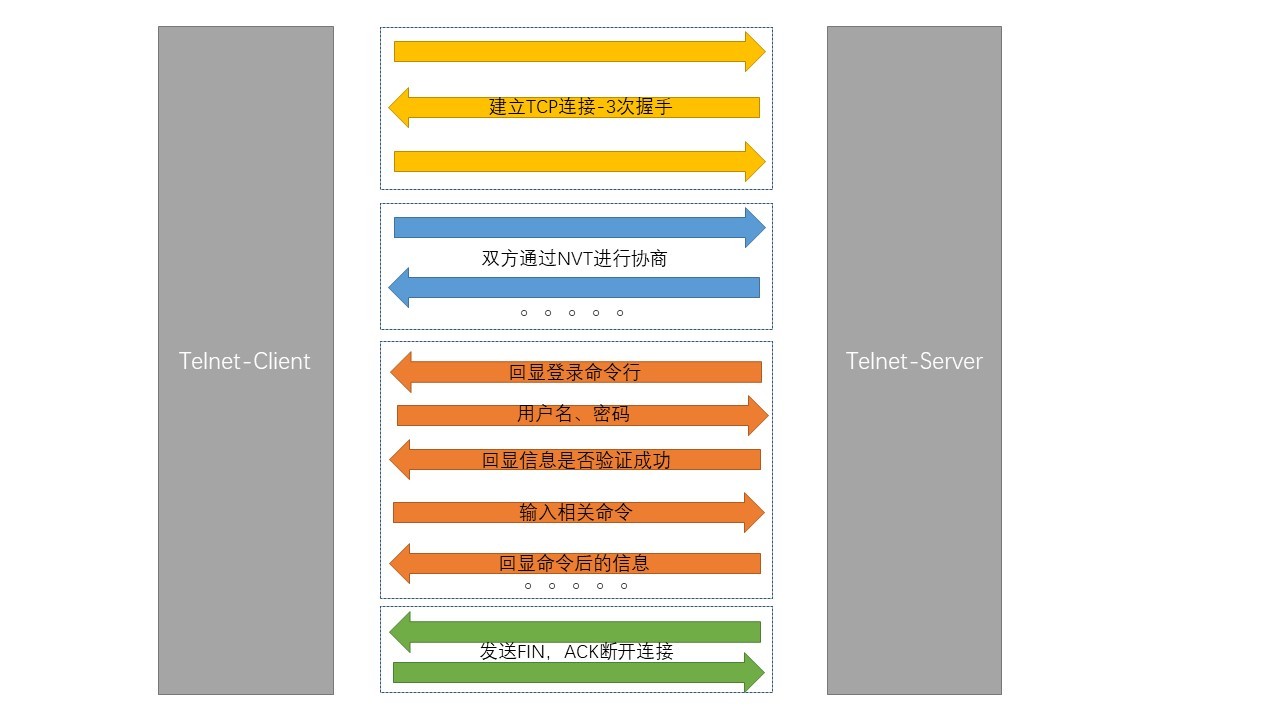 建立TCP连接-3次握手
双方通过NVT进行协商
。。。。。
Telnet-Client
Telnet-Server
回显登录命令行
用户名、密码
回显信息是否验证成功
输入相关命令
回显命令后的信息
。。。。。
发送FIN，ACK断开连接